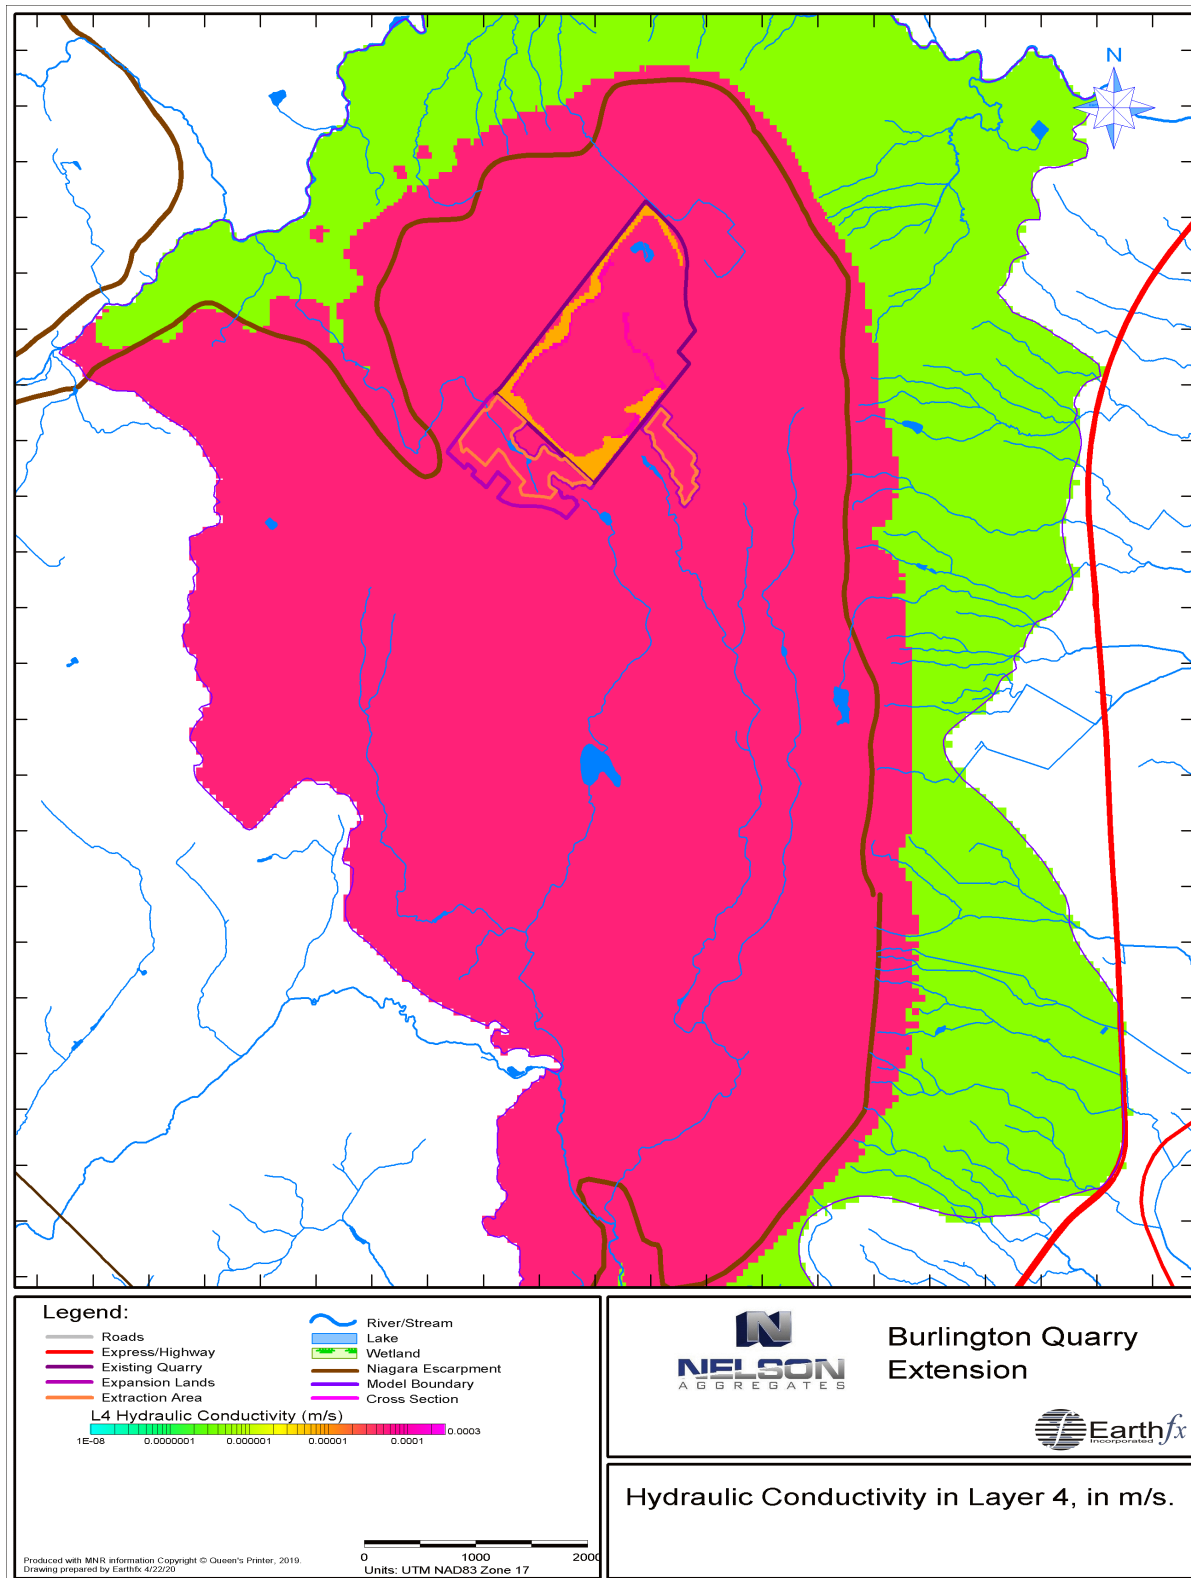 N
Legend:
Roads
Express/Highway
Existing Quarry
Expansion Lands
Extraction Area
River/Stream
Lake
Wetland
Niagara Escarpment
Model Boundary
Cross Section
L4 Hydraulic Conductivity (m/s)
1E-08 0.0000001 0.000001 0.00001 0.0001 0.0003
0 1000 2000
Units: UTM NAD83 Zone 17
Produced with MNR information Copyright © Queen's Printer, 2019.
Drawing prepared by Earthfx 4/22/20
N
NELSON
AGGREGATES
Burlington Quarry
Extension
Earthfx
Incorporated
Hydraulic Conductivity in Layer 4, in m/s.